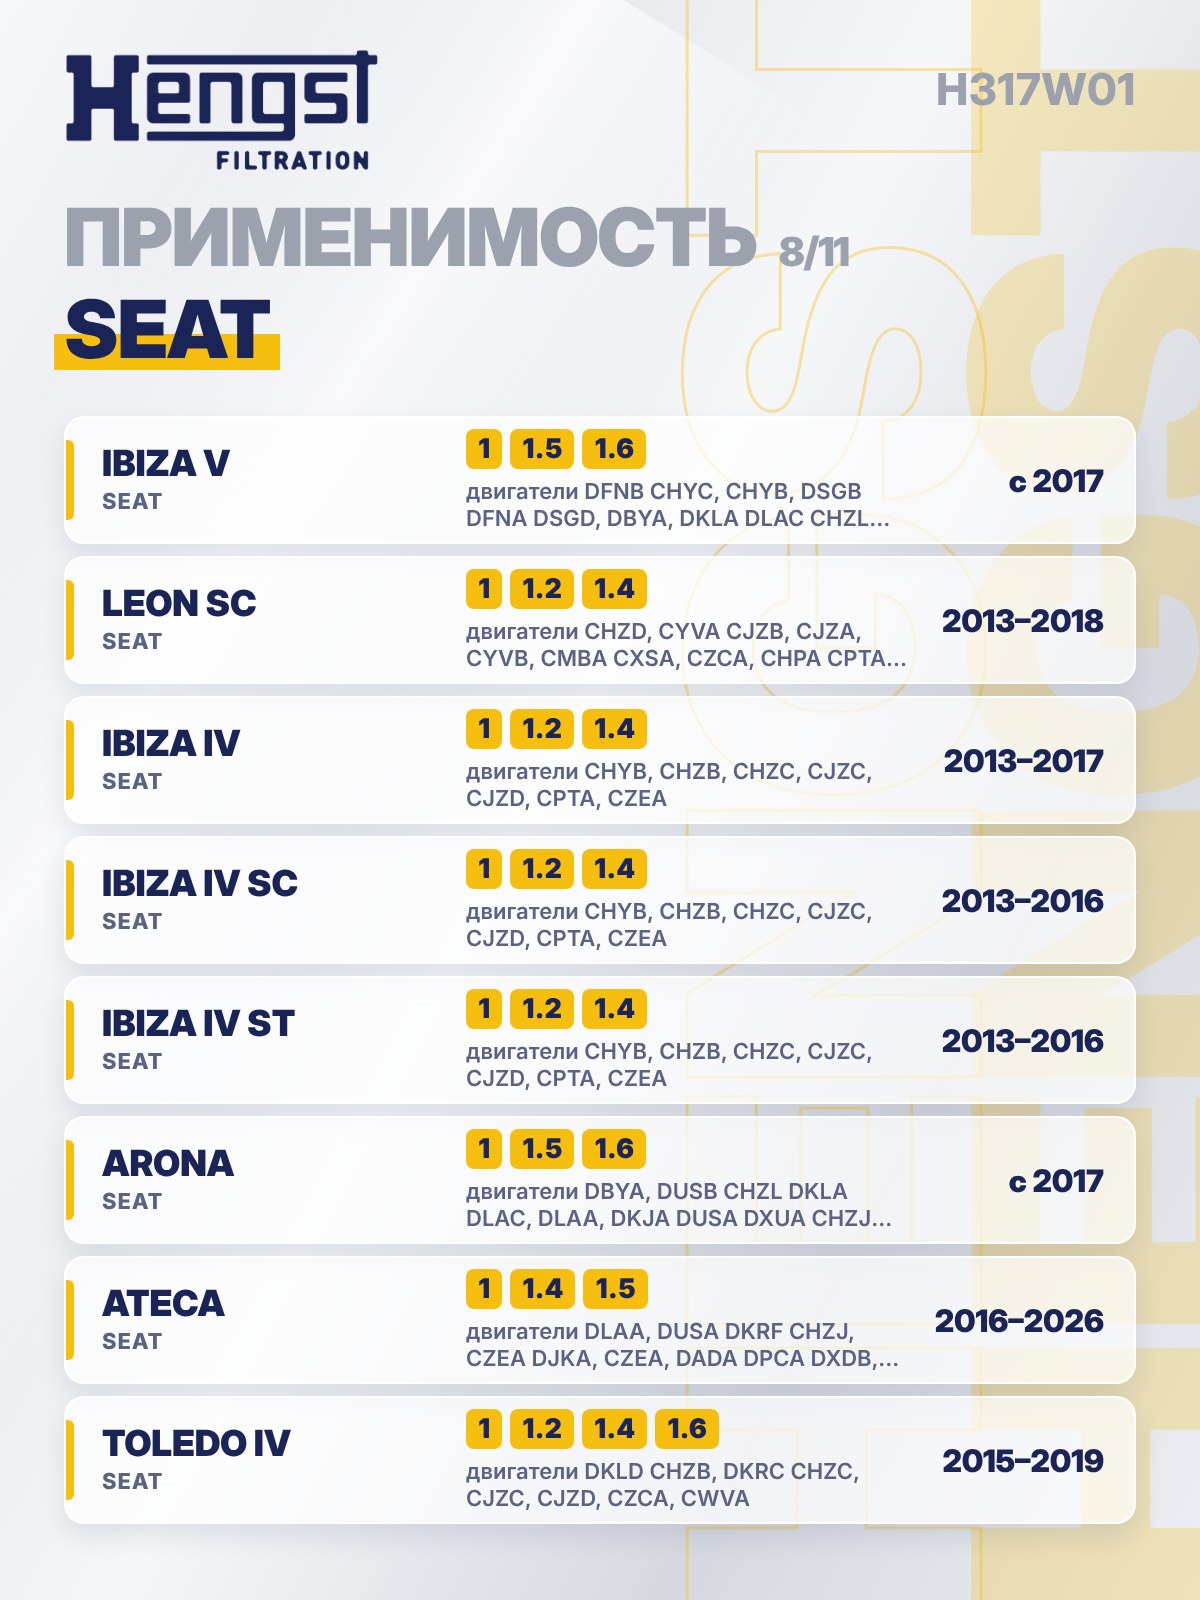 Hengst
FILTRATION
H317W01
ПРИМЕНИМОСТЬ 8/11
SEAT
IBIZA V
SEAT
1 1.5 1.6
двигатели DFNB CHYC, CHYB, DSGB
DFNA DSGD, DBYA, DKLA DLAC CHZL...
с 2017
LEON SC
SEAT
1 1.2 1.4
двигатели CHZD, CYVA CJZB, CJZA,
CYVB, CMBA CXSA, CZCA, CHPA CPTA...
2013–2018
IBIZA IV
SEAT
1 1.2 1.4
двигатели CHYB, CHZB, CHZC, CJZC,
CJZD, CPTA, CZEA
2013–2017
IBIZA IV SC
SEAT
1 1.2 1.4
двигатели CHYB, CHZB, CHZC, CJZC,
CJZD, CPTA, CZEA
2013–2016
IBIZA IV ST
SEAT
1 1.2 1.4
двигатели CHYB, CHZB, CHZC, CJZC,
CJZD, CPTA, CZEA
2013–2016
ARONA
SEAT
1 1.5 1.6
двигатели DBYA, DUSB CHZL DKLA
DLAC, DLAA, DKJA DUSA DXUA CHZJ...
с 2017
ATECA
SEAT
1 1.4 1.5
двигатели DLAA, DUSA DKRF CHZJ,
CZEA DJKA, CZEA, DADA DPCA DXDB,...
2016–2026
TOLEDO IV
SEAT
1 1.2 1.4 1.6
двигатели DKLD CHZB, DKRC CHZC,
CJZC, CJZD, CZCA, CWVA
2015–2019
HENGST
HENGST